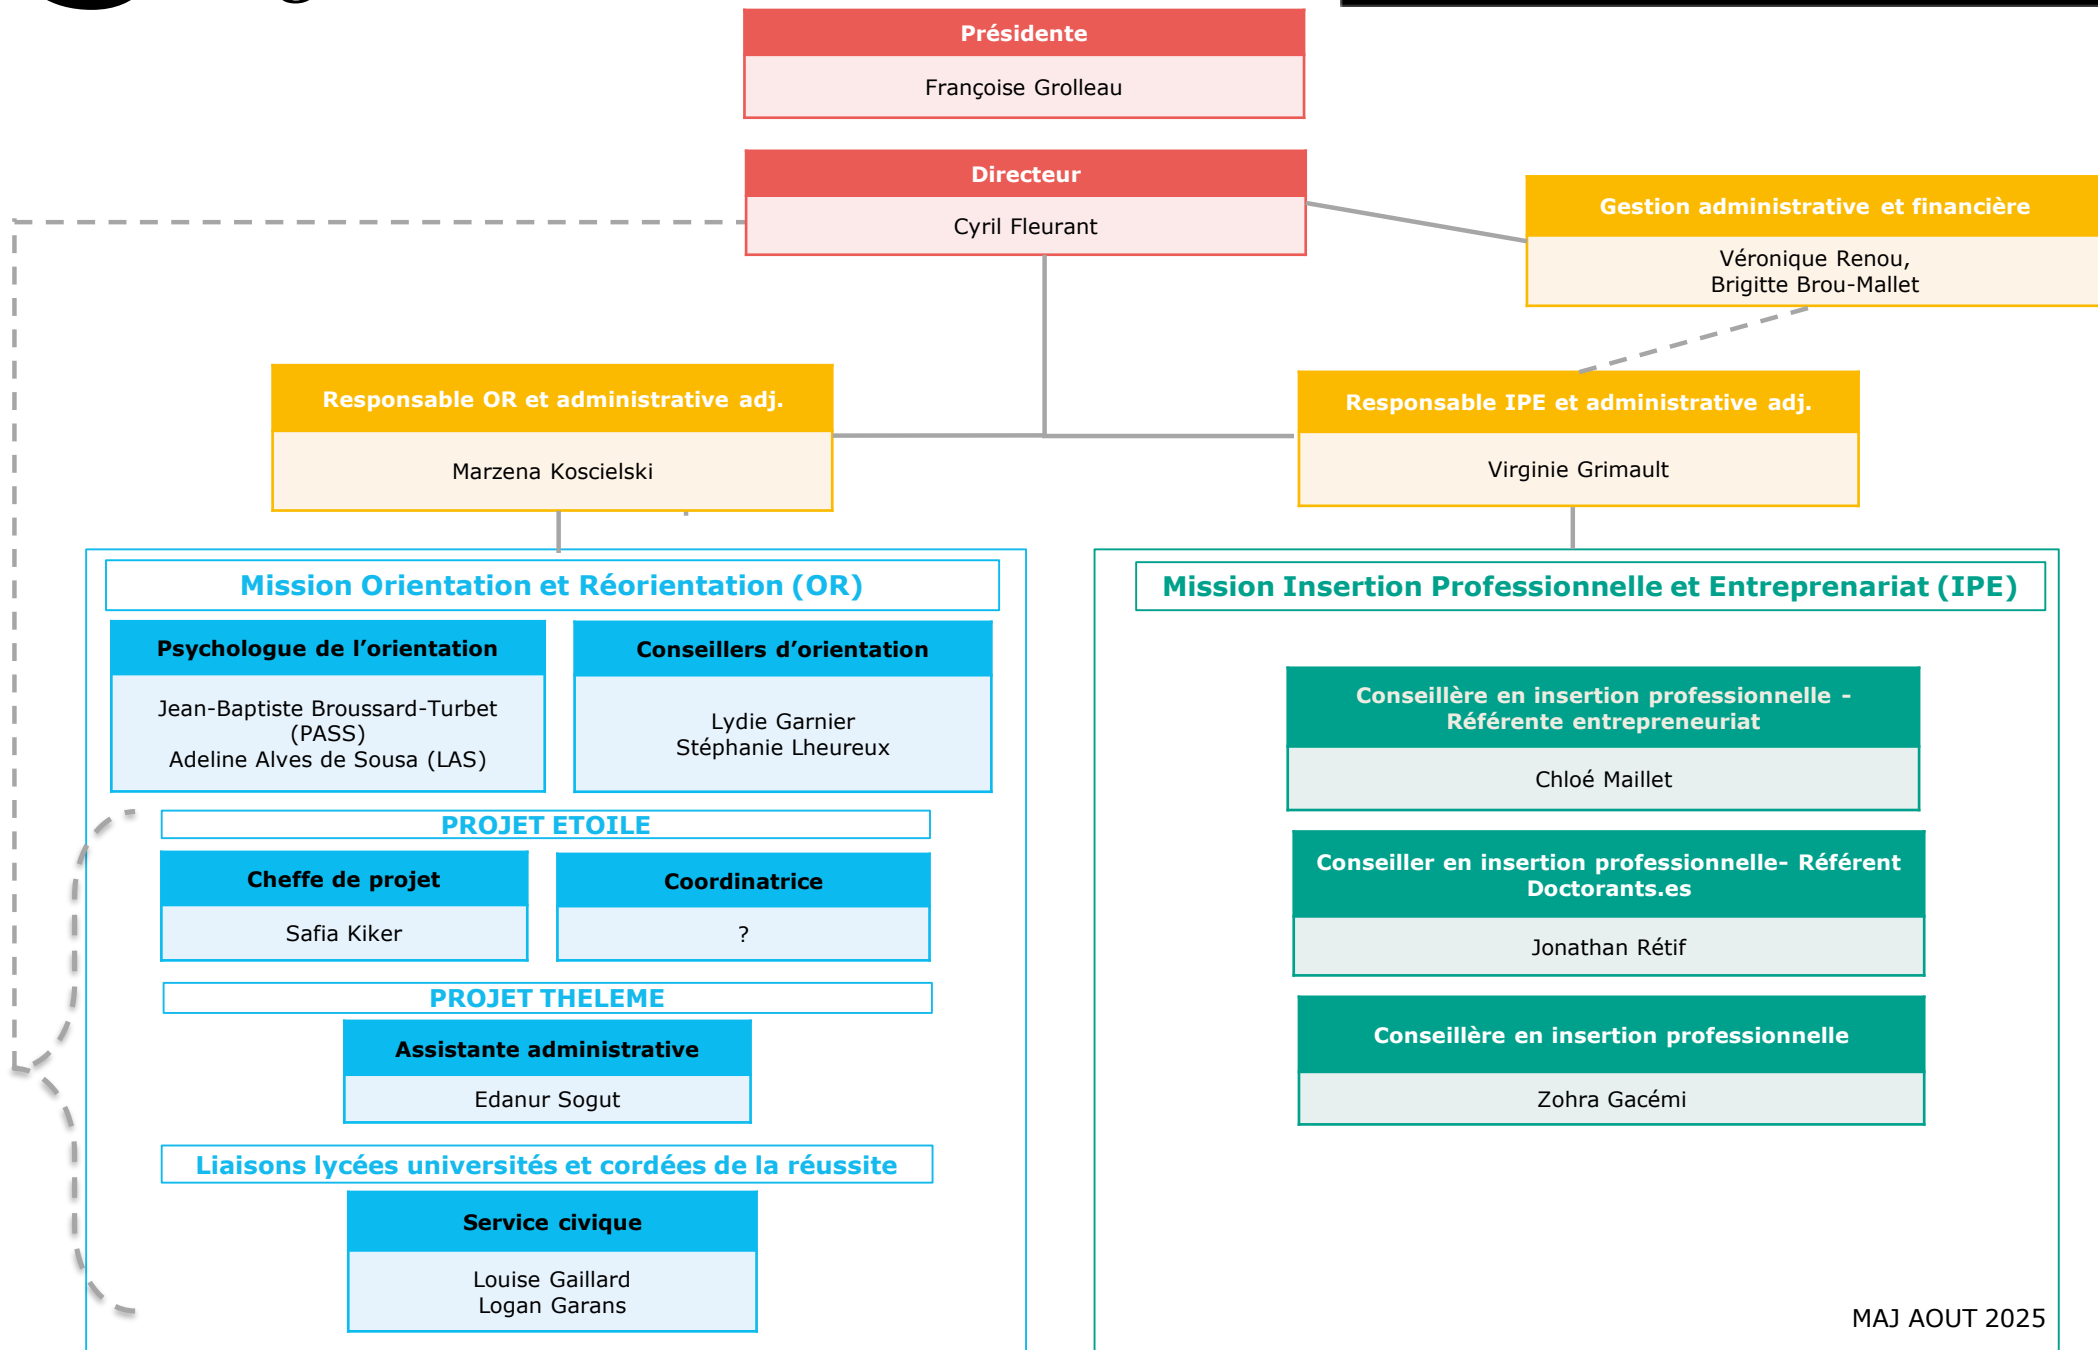 Présidente
Françoise Grolleau
Directeur
Cyril Fleurant
Gestion administrative et financière
Véronique Renou,
Brigitte Brou-Mallet
Responsable OR et administrative adj.
Marzena Koscielski
Responsable IPE et administrative adj.
Virginie Grimault
Mission Orientation et Réorientation (OR)
Psychologue de l’orientation
Jean-Baptiste Broussard-Turbet
(PASS)
Adeline Alves de Sousa (LAS)
Conseillers d’orientation
Lydie Garnier
Stéphanie Lheureux
PROJET ETOILE
Cheffe de projet
Safia Kiker
Coordinatrice
?
PROJET THELEME
Assistante administrative
Edanur Sogut
Liaisons lycées universités et cordées de la réussite
Service civique
Louise Gaillard
Logan Garans
Mission Insertion Professionnelle et Entreprenariat (IPE)
Conseillère en insertion professionnelle -
Référente entrepreneuriat
Chloé Maillet
Conseiller en insertion professionnelle- Référent
Doctorants.es
Jonathan Rétif
Conseillère en insertion professionnelle
Zohra Gacémi
MAJ AOUT 2025